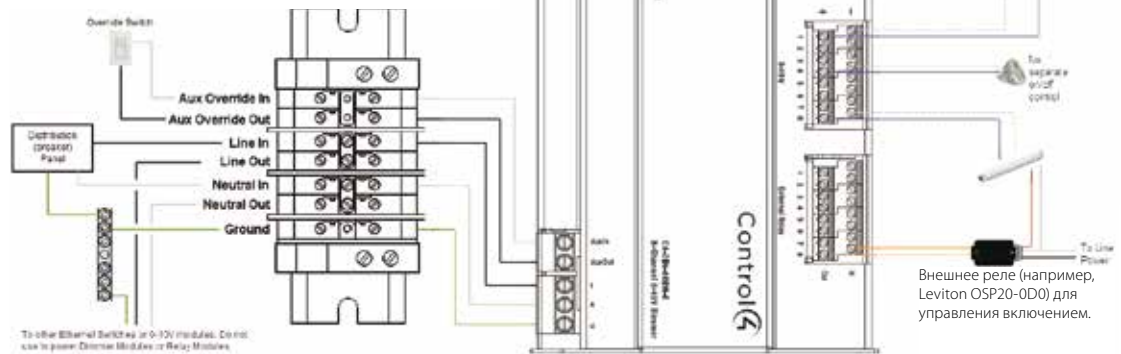 Override Switch
Aux Override In
Aux Override Out
Line In
Line Out
Neutral In
Neutral Out
Ground
Distribution
(breaker)
Panel
To other Ethernet Switches or 0-10V modules. Do not
use to power Dimmer Modules or Relay Modules.
Control4
No
separate
on/off
control
To Line
Power
Внешнее реле (например,
Leviton OSP20-0D0) для
управления включением.